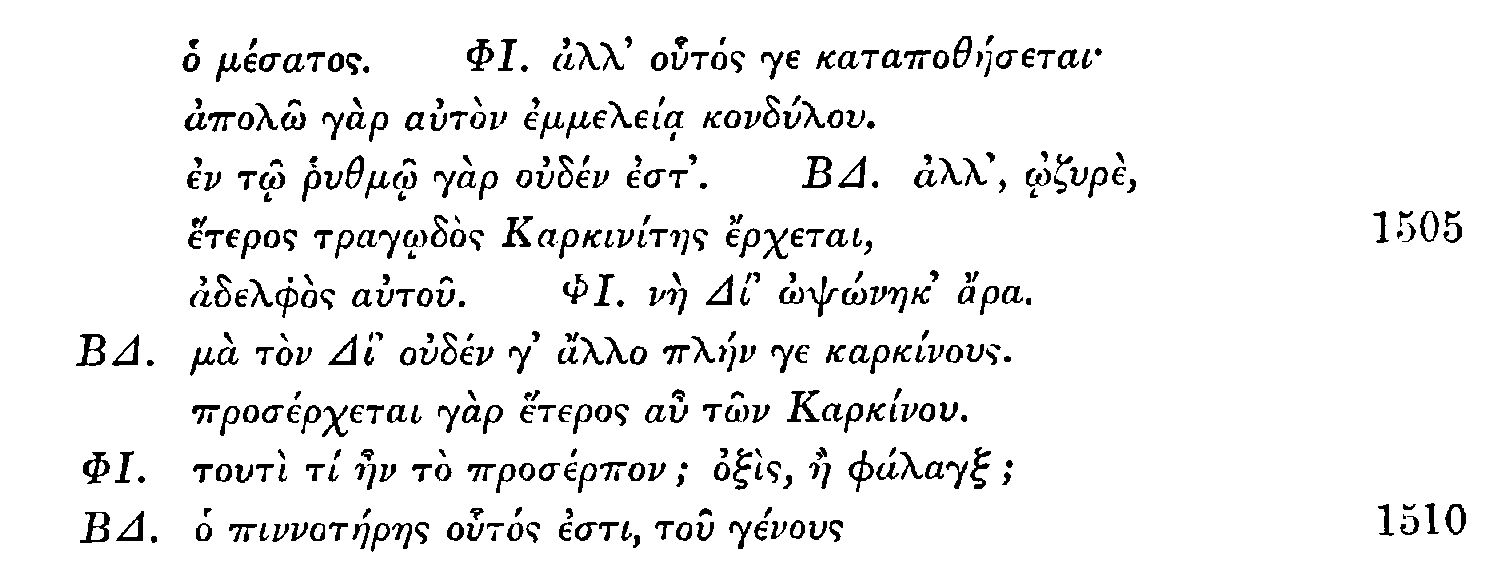 ὁ μέσατος. ΦΙ. ἀλλ’ οὗτός γε καταποθήσεται·
ἀπολῶ γὰρ αὐτὸν ἐμμελείᾳ κονδύλου.
ἐν τῷ ῥυθμῷ γὰρ οὐδέν ἐστ’. ΒΔ. ἀλλ’, ᾠζυρὲ,
ἕτερος τραγῳδὸς Καρκινίτης ἔρχεται, 1505
ἀδελφὸς αὐτοῦ. ΦΙ. νὴ Δί’ ὠψώνηκ’ ἄρα.
ΒΔ. μὰ τὸν Δί’ οὐδέν γ’ ἄλλο πλήν γε καρκίνους.
προσέρχεται γὰρ ἕτερος αὖ τῶν Καρκίνου.
ΦΙ. τουτὶ τί ἦν τὸ προσέρπον; ὀξὶς, ἢ φάλαγξ;
ΒΔ. ὁ πιννοτήρης οὗτός ἐστι, τοῦ γένους 1510